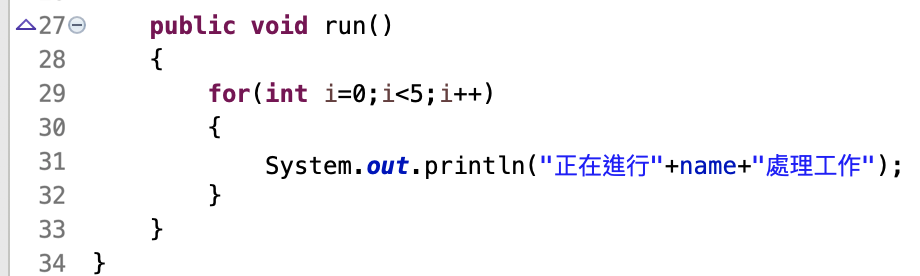 27 public void run()
28 {
29 for(int i=0;i<5;i++)
30 {
31 System.out.println("正在進行"+name+"處理工作");
32 }
33 }
34 }